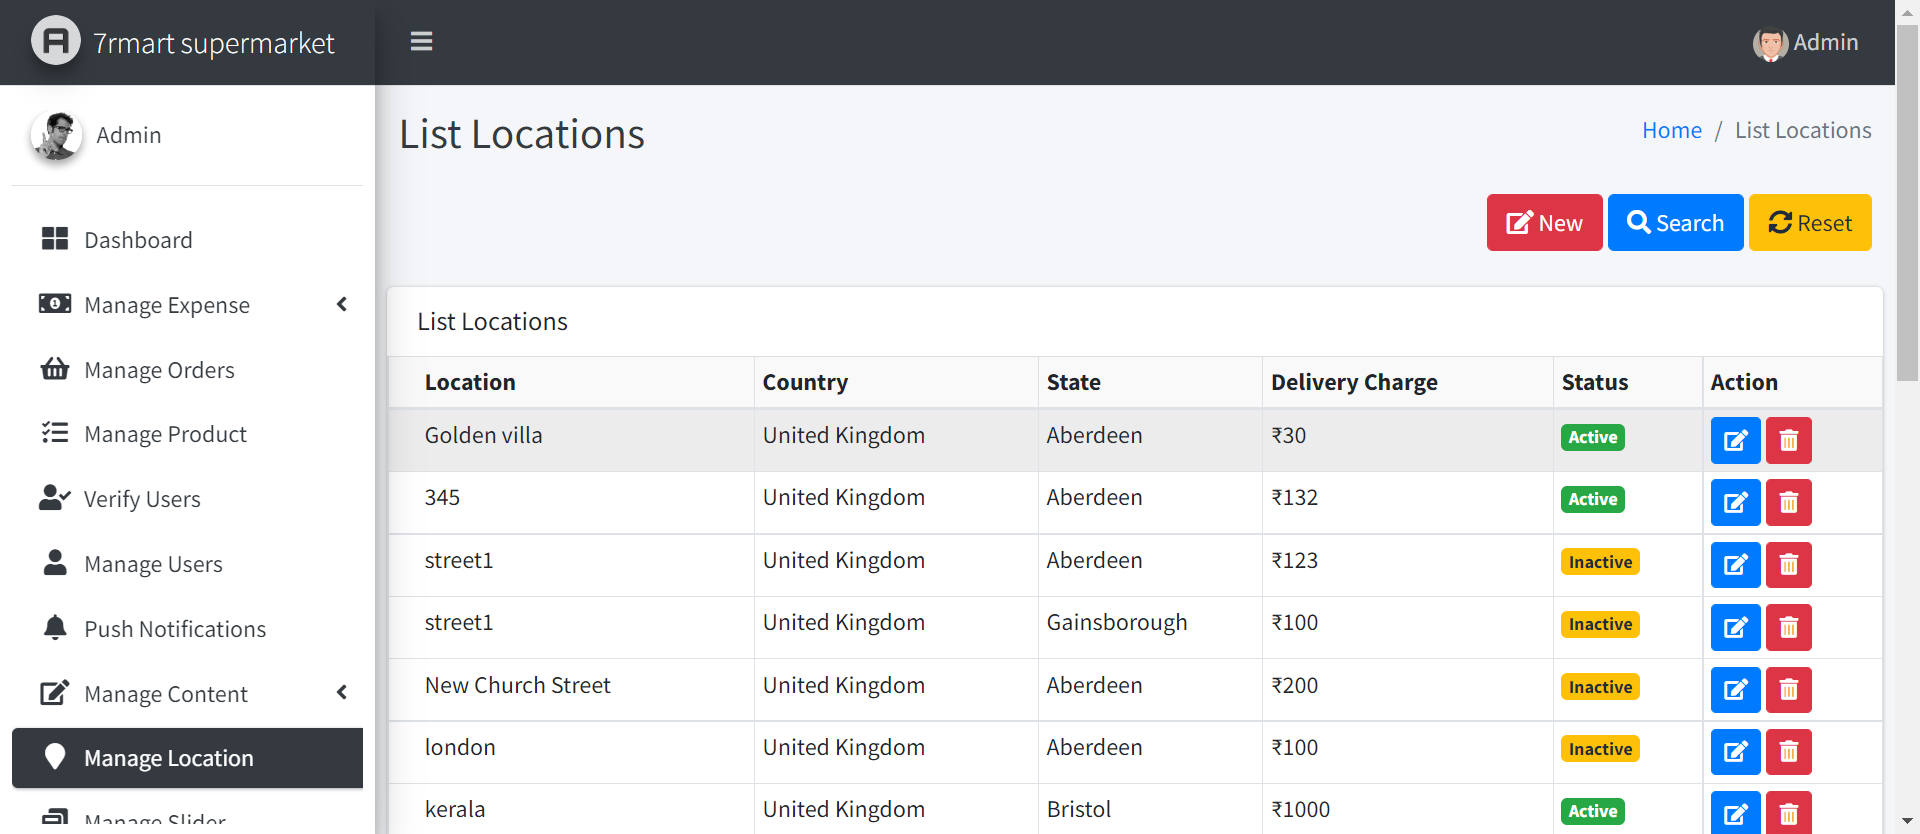 7rmart supermarket
Admin
Admin
List Locations
Home / List Locations
New
Search
Reset
Dashboard
Manage Expense
Manage Orders
Manage Product
Verify Users
Manage Users
Push Notifications
Manage Content
Manage Location
Manage Slider
List Locations
Location Country State Delivery Charge Status Action
Golden villa United Kingdom Aberdeen ₹30 Active
345 United Kingdom Aberdeen ₹132 Active
street1 United Kingdom Aberdeen ₹123 Inactive
street1 United Kingdom Gainsborough ₹100 Inactive
New Church Street United Kingdom Aberdeen ₹200 Inactive
london United Kingdom Aberdeen ₹100 Inactive
kerala United Kingdom Bristol ₹1000 Active